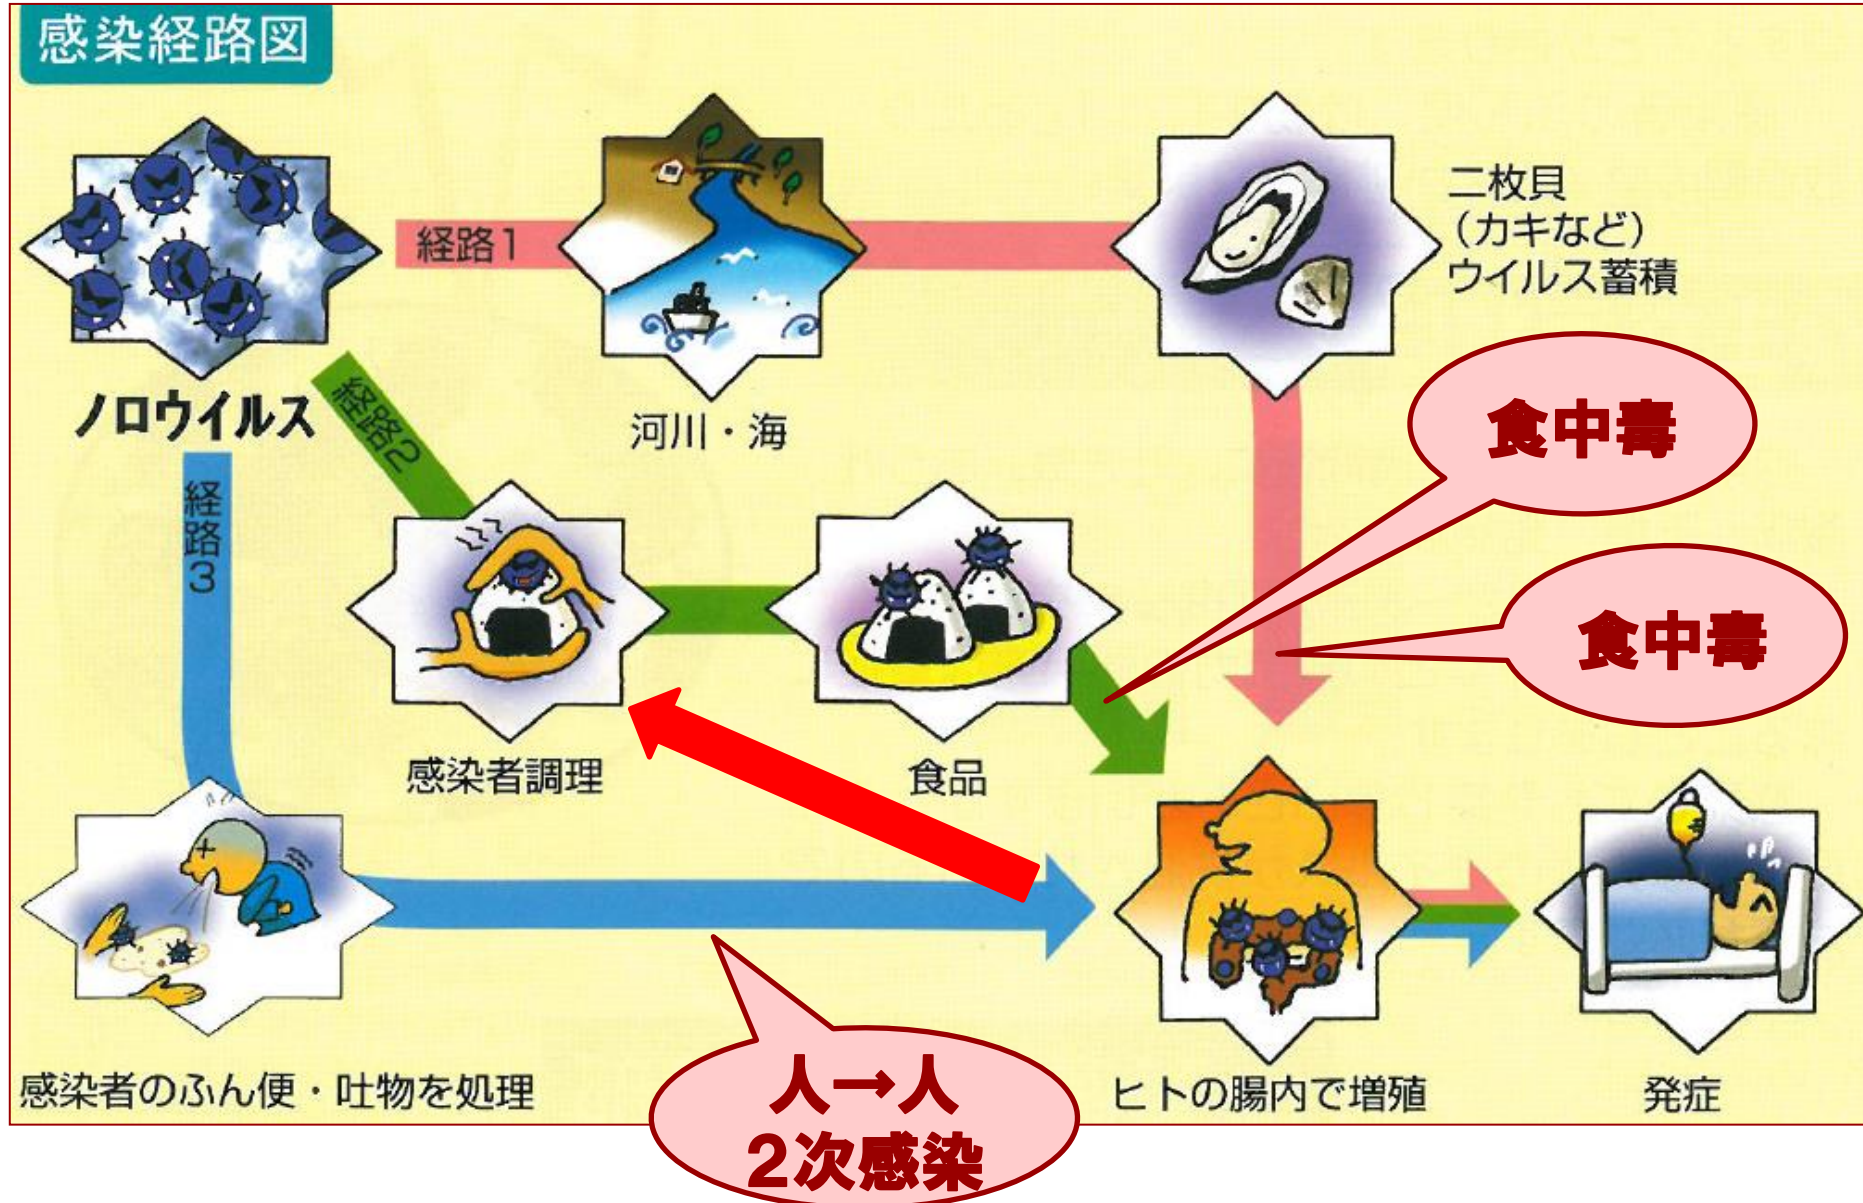 感染経路図
経路1
二枚貝
（カキなど）
ウイルス蓄積
ノロウイルス
経路2
河川・海
食中毒
経路3
食中毒
感染者調理
食品
感染者のふん便・吐物を処理
人→人
２次感染
ヒトの腸内で増殖
発症